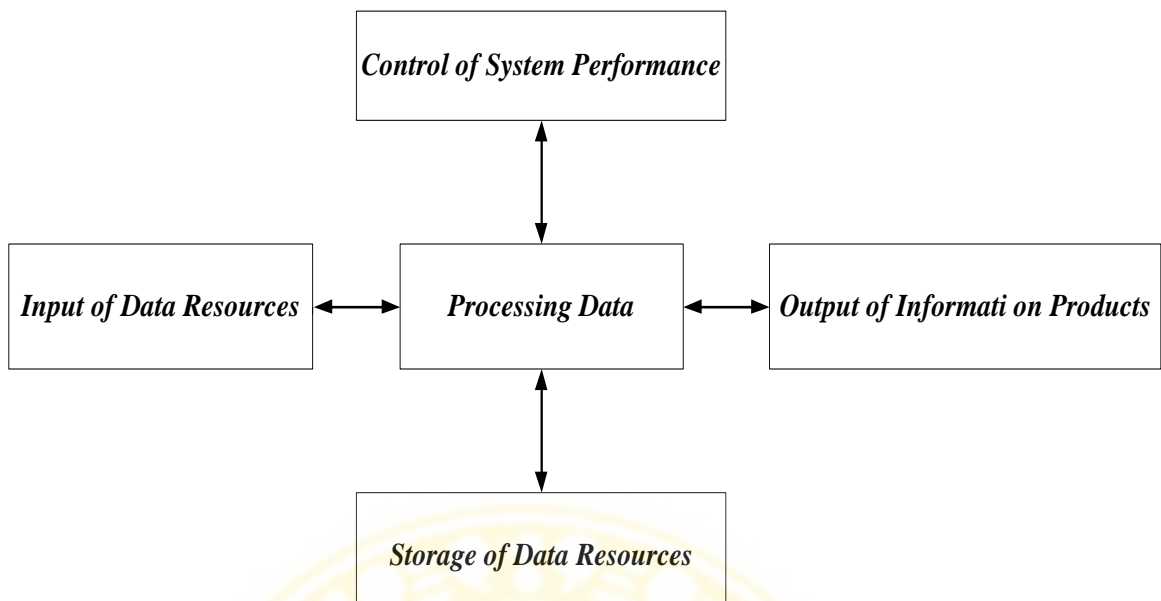 Control of System Performance
Input of Data Resources
Processing Data
Output of Informati on Products
Storage of Data Resources